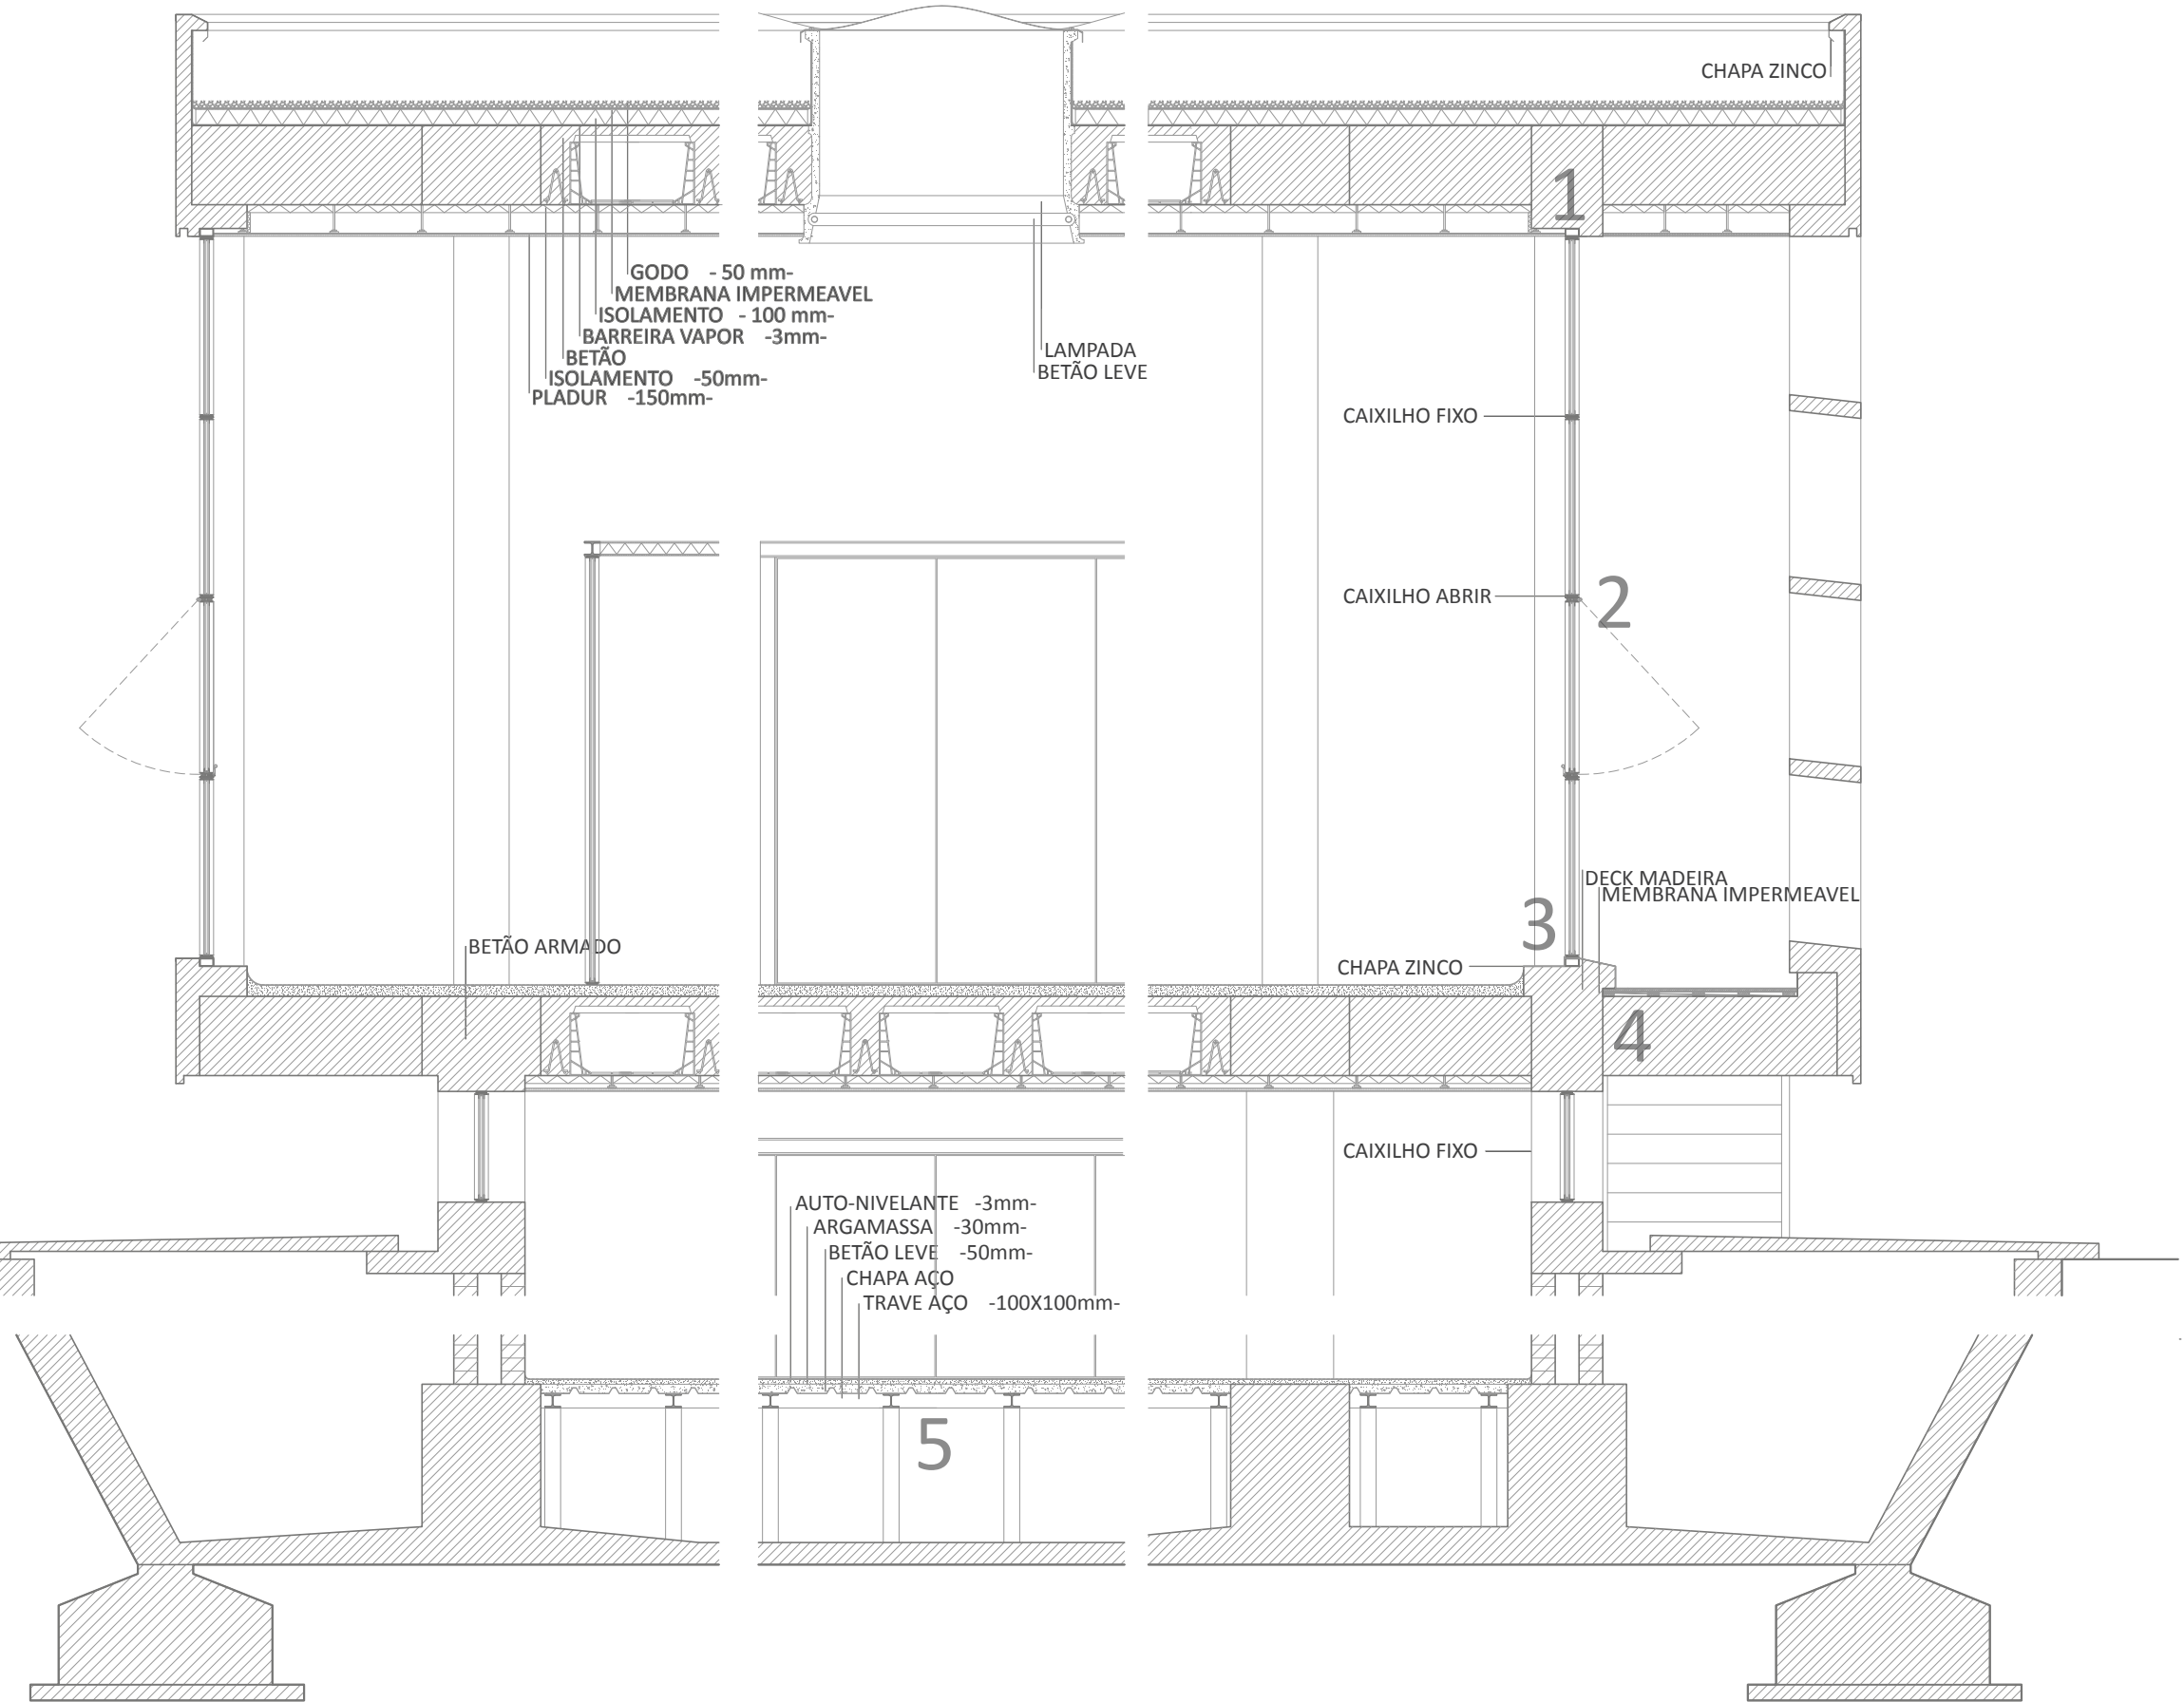 CHAPA ZINCO
1
GODO - 50 mm-
MEMBRANA IMPERMEAVEL
ISOLAMENTO - 100 mm-
BARREIRA VAPOR -3mm-
BETÃO
ISOLAMENTO -50mm-
PLADUR -150mm-
LAMPADA
BETÃO LEVE
CAIXILHO FIXO
CAIXILHO ABRIR
2
DECK MADEIRA
MEMBRANA IMPERMEAVEL
3
BETÃO ARMADO
CHAPA ZINCO
4
CAIXILHO FIXO
AUTO-NIVELANTE -3mm-
ARGAMASSA -30mm-
BETÃO LEVE -50mm-
CHAPA AÇO
TRAVE AÇO -100X100mm-
5